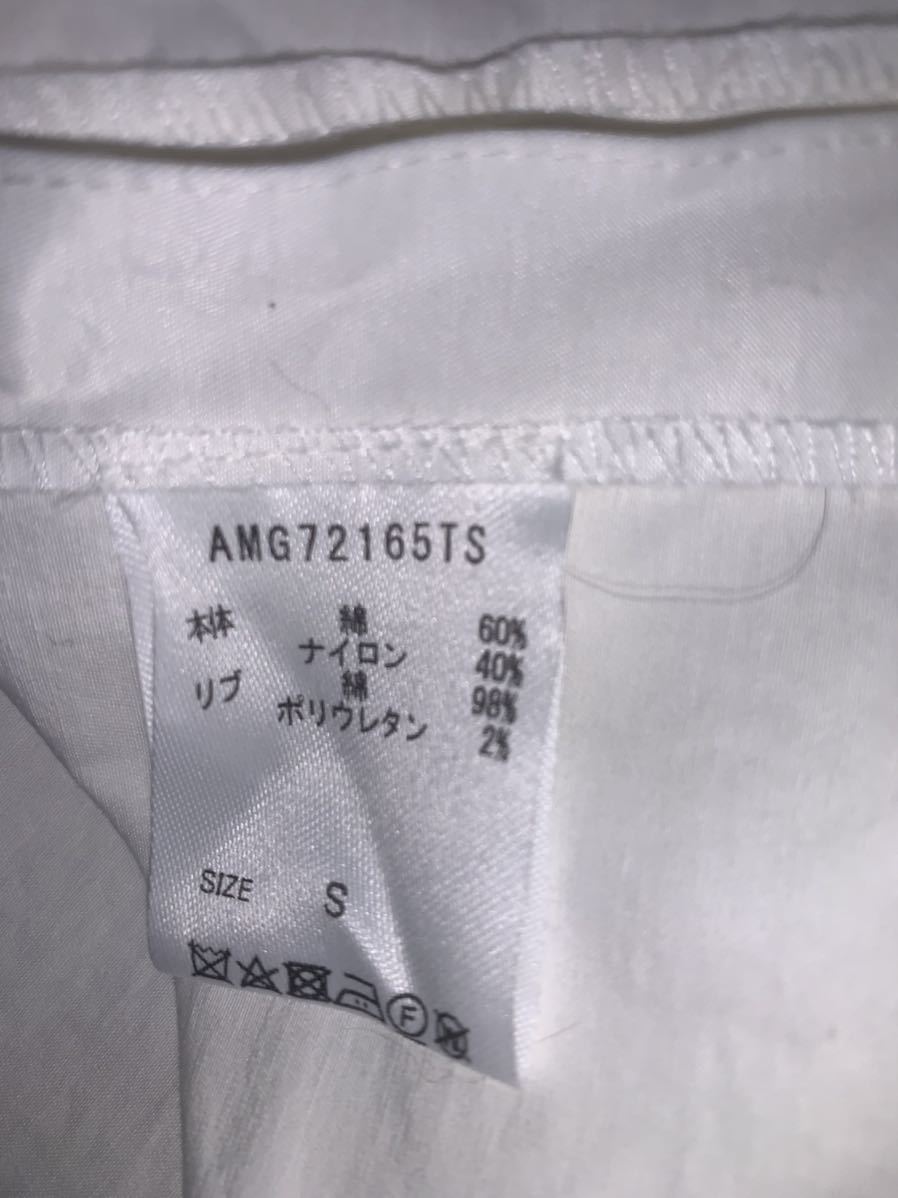 AMG72165TS
本体 綿 60%
ナイロン 40%
リブ 綿 98%
ポリウレタン 2%
SIZE S
F